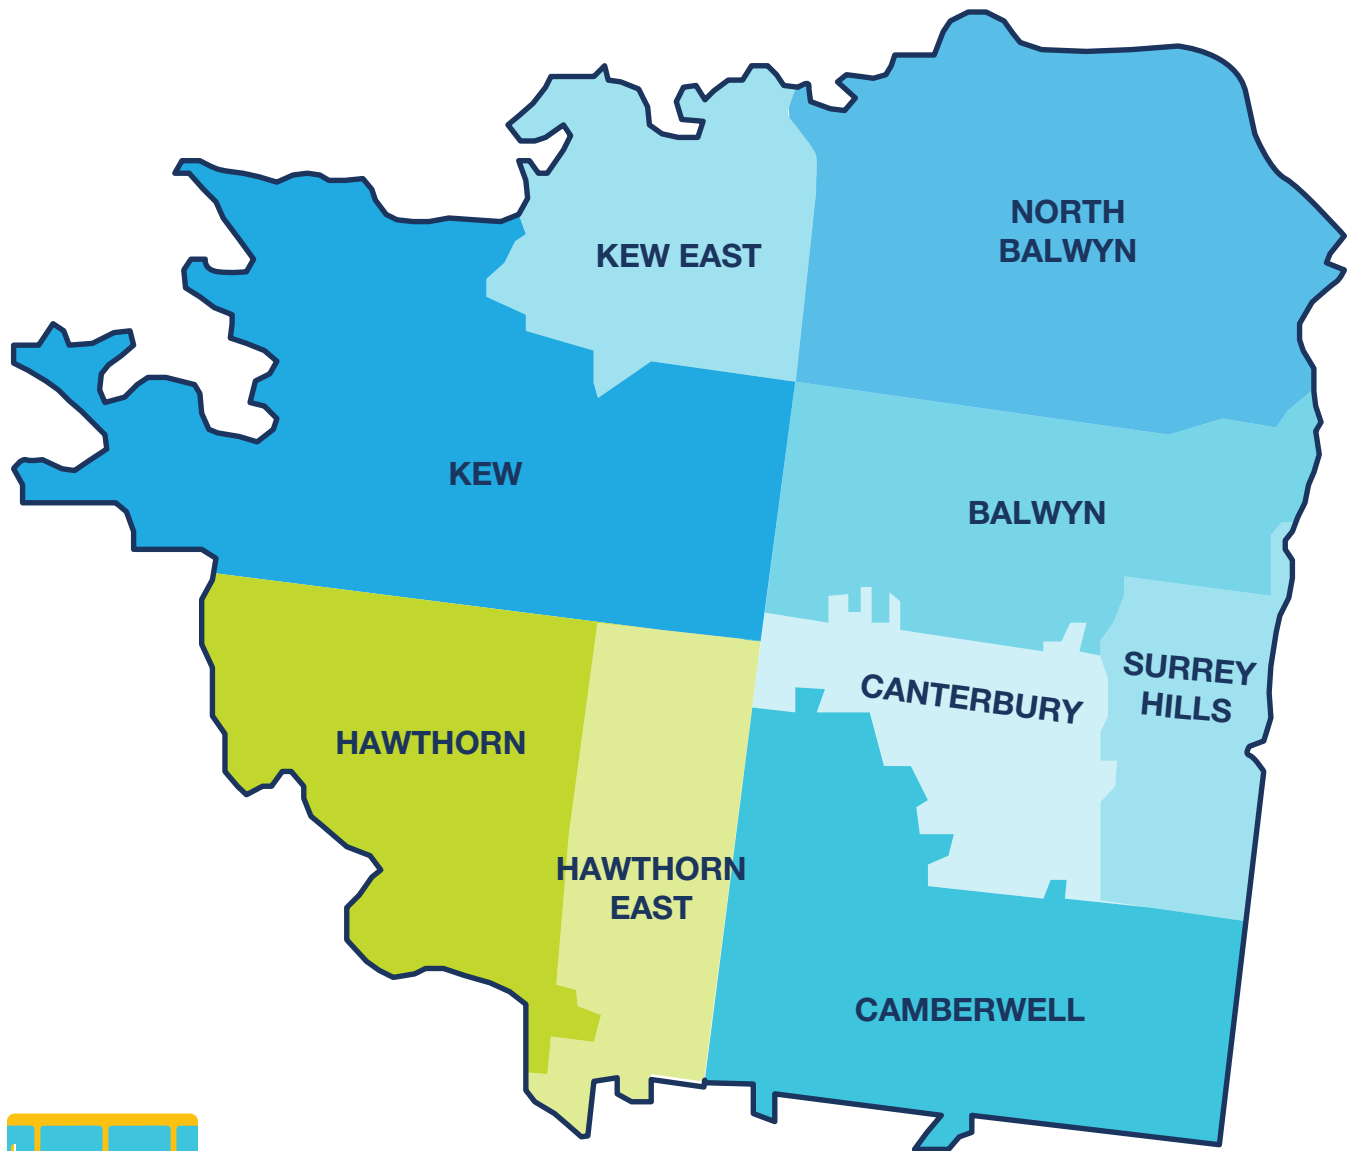 NORTH
BALWYN
KEW EAST
KEW
BALWYN
SURREY
HILLS
CANTERBURY
HAWTHORN
HAWTHORN
EAST
CAMBERWELL